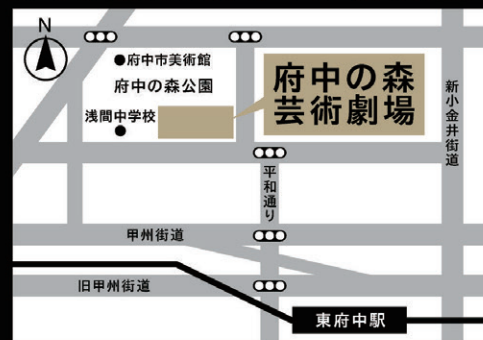 N
府中市美術館
府中の森公園
府中の森
芸術劇場
浅間中学校
新小金井街道
平和通り
甲州街道
旧甲州街道
東府中駅